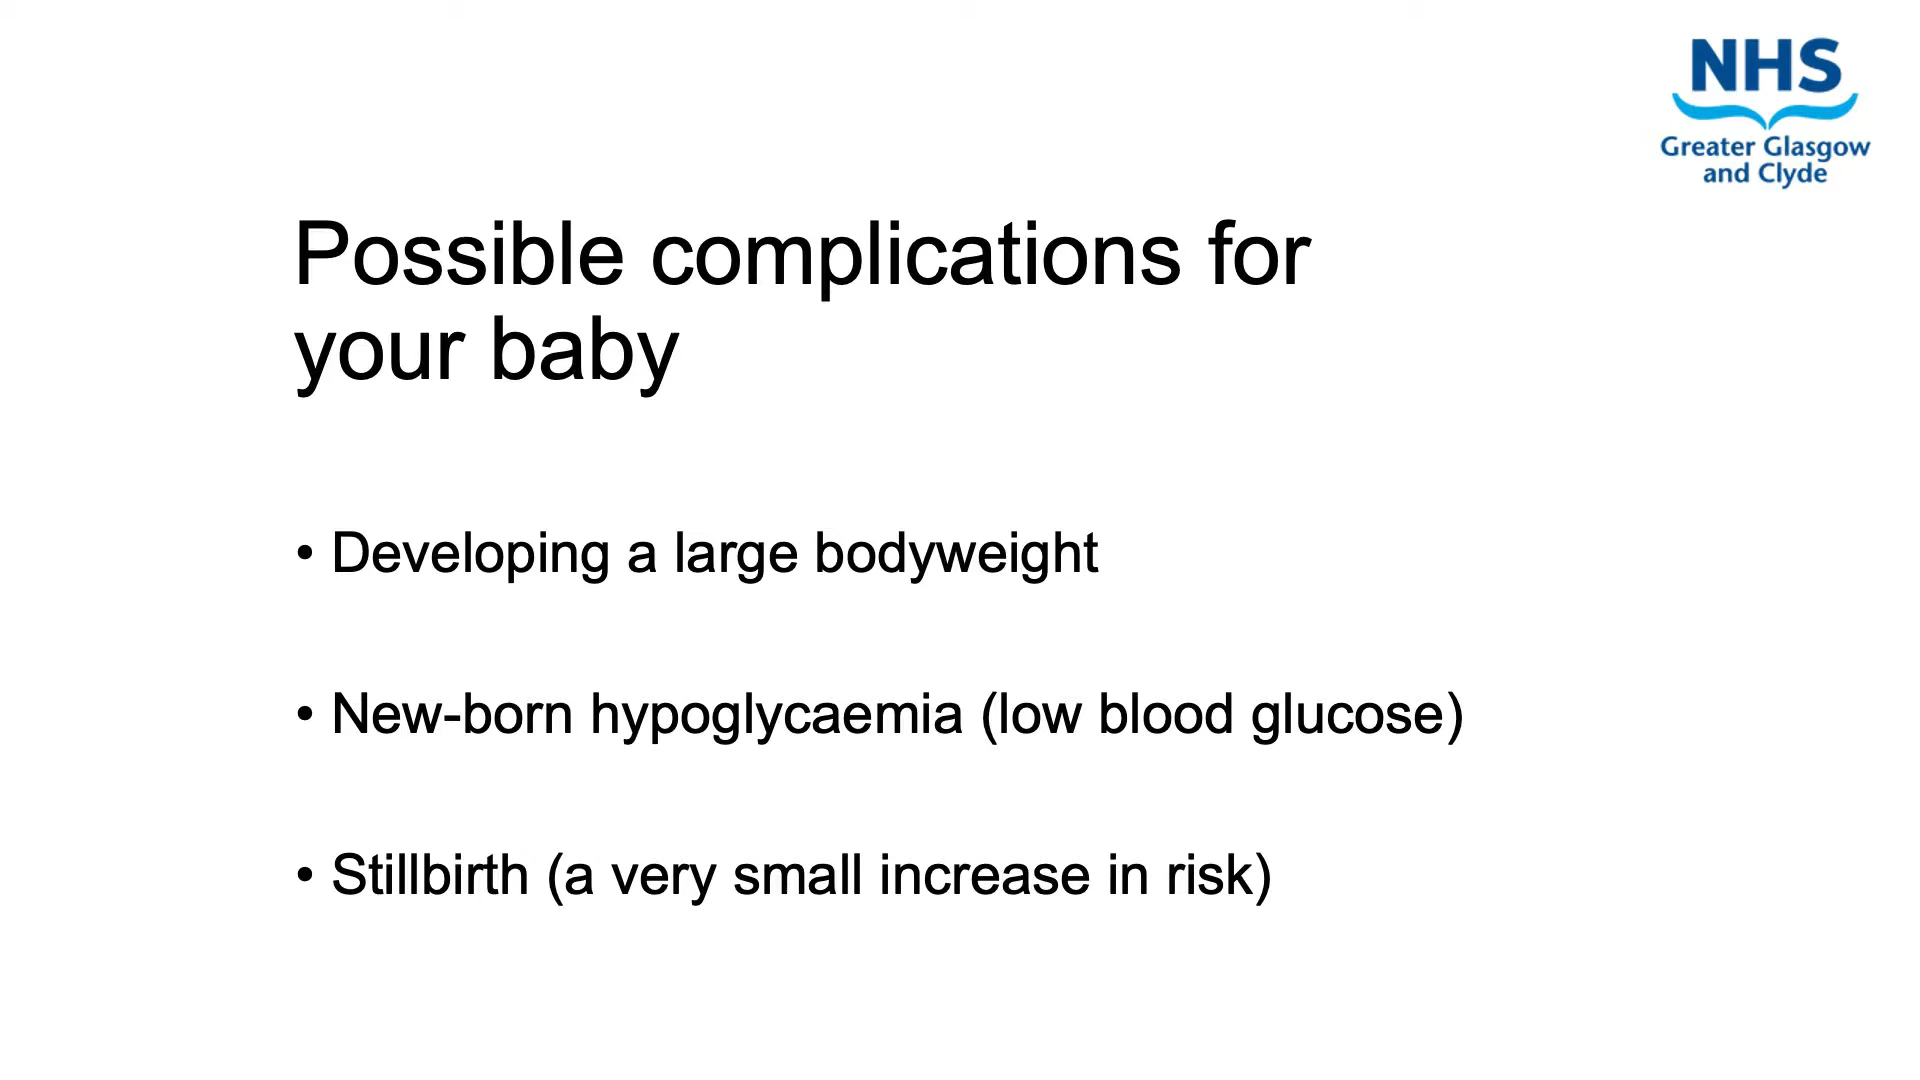 NHS
Greater Glasgow
and Clyde
Possible complications for
your baby
• Developing a large bodyweight
• New-born hypoglycaemia (low blood glucose)
• Stillbirth (a very small increase in risk)